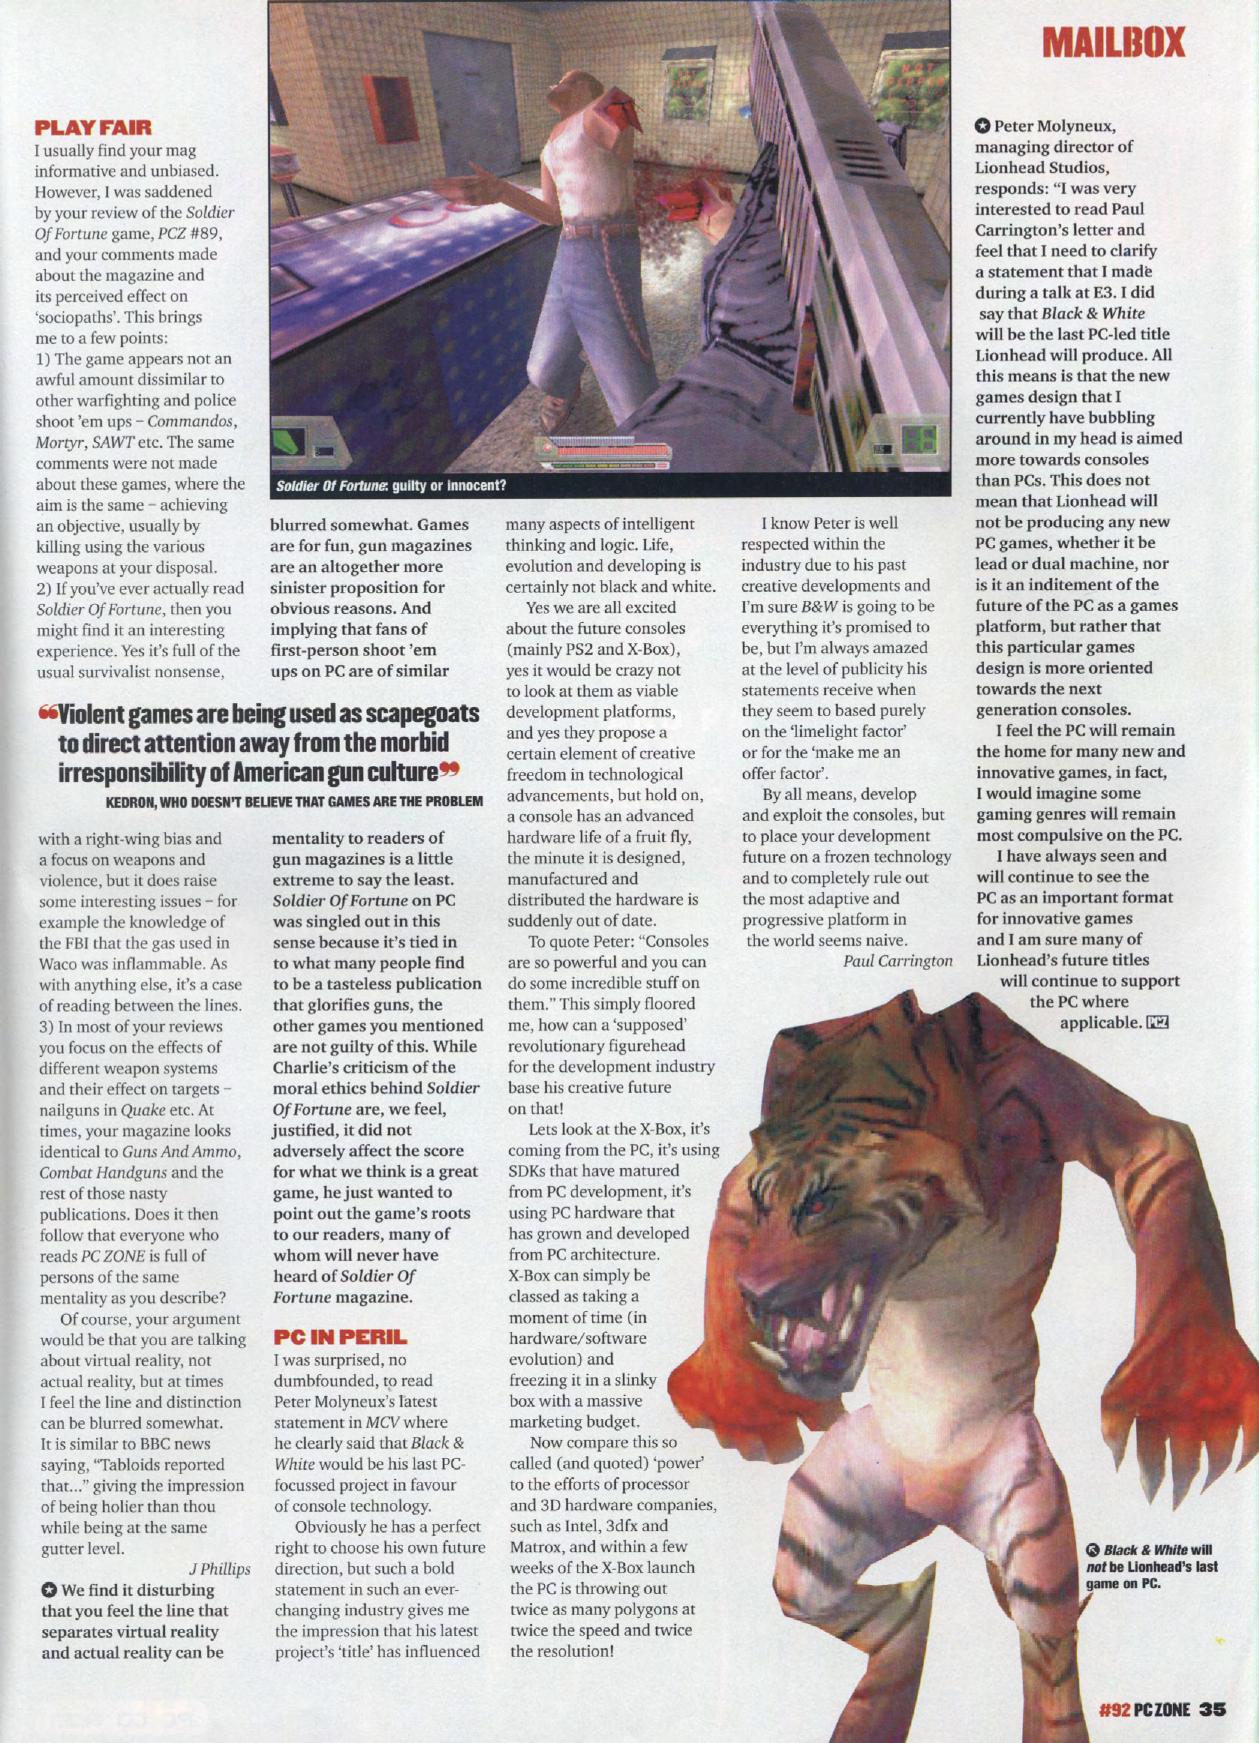 MAILBOX
PLAY FAIR
I usually find your mag
informative and unbiased.
However, I was saddened
by your review of the Soldier
Of Fortune game, PCZ #89,
and your comments made
about the magazine and
its perceived effect on
‘sociopaths’. This brings
me to a few points:
1) The game appears not an
awful amount dissimilar to
other warfighting and police
shoot ’em ups – Commandos,
Mortyr, SAWT etc. The same
comments were not made
about these games, where the
aim is the same – achieving
an objective, usually by
killing using the various
weapons at your disposal.
2) If you’ve ever actually read
Soldier Of Fortune, then you
might find it an interesting
experience. Yes it’s full of the
usual survivalist nonsense,
with a right-wing bias and
a focus on weapons and
violence, but it does raise
some interesting issues – for
example the knowledge of
the FBI that the gas used in
Waco was inflammable. As
with anything else, it’s a case
of reading between the lines.
3) In most of your reviews
you focus on the effects of
different weapon systems
and their effect on targets –
nailguns in Quake etc. At
times, your magazine looks
identical to Guns And Ammo,
Combat Handguns and the
rest of those nasty
publications. Does it then
follow that everyone who
reads PC ZONE is full of
persons of the same
mentality as you describe?
Of course, your argument
would be that you are talking
about virtual reality, not
actual reality, but at times
I feel the line and distinction
can be blurred somewhat.
It is similar to BBC news
saying, “Tabloids reported
that...” giving the impression
of being holier than thou
while being at the same
gutter level.
J Phillips
We find it disturbing
that you feel the line that
separates virtual reality
and actual reality can be
Soldier Of Fortune: guilty or innocent?
blurred somewhat. Games
are for fun, gun magazines
are an altogether more
sinister proposition for
obvious reasons. And
implying that fans of
first-person shoot ’em
ups on PC are of similar
“Violent games are being used as scapegoats
to direct attention away from the morbid
irresponsibility of American gun culture”
KEDRON, WHO DOESN’T BELIEVE THAT GAMES ARE THE PROBLEM
mentality to readers of
gun magazines is a little
extreme to say the least.
Soldier Of Fortune on PC
was singled out in this
sense because it’s tied in
to what many people find
to be a tasteless publication
that glorifies guns, the
other games you mentioned
are not guilty of this. While
Charlie’s criticism of the
moral ethics behind Soldier
Of Fortune are, we feel,
justified, it did not
adversely affect the score
for what we think is a great
game, he just wanted to
point out the game’s roots
to our readers, many of
whom will never have
heard of Soldier Of
Fortune magazine.
PC IN PERIL
I was surprised, no
dumbfounded, to read
Peter Molyneux’s latest
statement in MCV where
he clearly said that Black &
White would be his last PC-
focussed project in favour
of console technology.
Obviously he has a perfect
right to choose his own future
direction, but such a bold
statement in such an ever-
changing industry gives me
the impression that his latest
project’s ‘title’ has influenced
many aspects of intelligent
thinking and logic. Life,
evolution and developing is
certainly not black and white.
Yes we are all excited
about the future consoles
(mainly PS2 and X-Box),
yes it would be crazy not
to look at them as viable
development platforms,
and yes they propose a
certain element of creative
freedom in technological
advancements, but hold on,
a console has an advanced
hardware life of a fruit fly,
the minute it is designed,
manufactured and
distributed the hardware is
suddenly out of date.
To quote Peter: “Consoles
are so powerful and you can
do some incredible stuff on
them.” This simply floored
me, how can a ‘supposed’
revolutionary figurehead
for the development industry
base his creative future
on that!
Lets look at the X-Box, it’s
coming from the PC, it’s using
SDKs that have matured
from PC development, it’s
using PC hardware that
has grown and developed
from PC architecture.
X-Box can simply be
classed as taking a
moment of time (in
hardware/software
evolution) and
freezing it in a slinky
box with a massive
marketing budget.
Now compare this so
called (and quoted) ‘power’
to the efforts of processor
and 3D hardware companies,
such as Intel, 3dfx and
Matrox, and within a few
weeks of the X-Box launch
the PC is throwing out
twice as many polygons at
twice the speed and twice
the resolution!
I know Peter is well
respected within the
industry due to his past
creative developments and
I’m sure B&W is going to be
everything it’s promised to
be, but I’m always amazed
at the level of publicity his
statements receive when
they seem to based purely
on the ‘limelight factor’
or for the ‘make me an
offer factor’.
By all means, develop
and exploit the consoles, but
to place your development
future on a frozen technology
and to completely rule out
the most adaptive and
progressive platform in
the world seems naive.
Paul Carrington
Peter Molyneux,
managing director of
Lionhead Studios,
responds: “I was very
interested to read Paul
Carrington’s letter and
feel that I need to clarify
a statement that I made
during a talk at E3. I did
say that Black & White
will be the last PC-led title
Lionhead will produce. All
this means is that the new
games design that I
currently have bubbling
around in my head is aimed
more towards consoles
than PCs. This does not
mean that Lionhead will
not be producing any new
PC games, whether it be
lead or dual machine, nor
is it an inditement of the
future of the PC as a games
platform, but rather that
this particular games
design is more oriented
towards the next
generation consoles.
I feel the PC will remain
the home for many new and
innovative games, in fact,
I would imagine some
gaming genres will remain
most compulsive on the PC.
I have always seen and
will continue to see the
PC as an important format
for innovative games
and I am sure many of
Lionhead’s future titles
will continue to support
the PC where
applicable. PCZ
Black & White will
not be Lionhead’s last
game on PC.
#92 PC ZONE 35